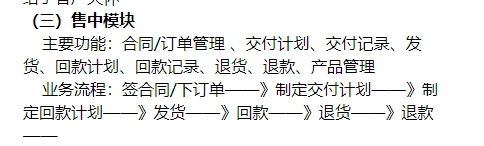 （三）售中模块
主要功能：合同/订单管理 、交付计划、交付记录、发
货、回款计划、回款记录、退货、退款、产品管理
业务流程：签合同/下订单——》制定交付计划——》制
定回款计划——》发货——》回款——》退货——》退款
——